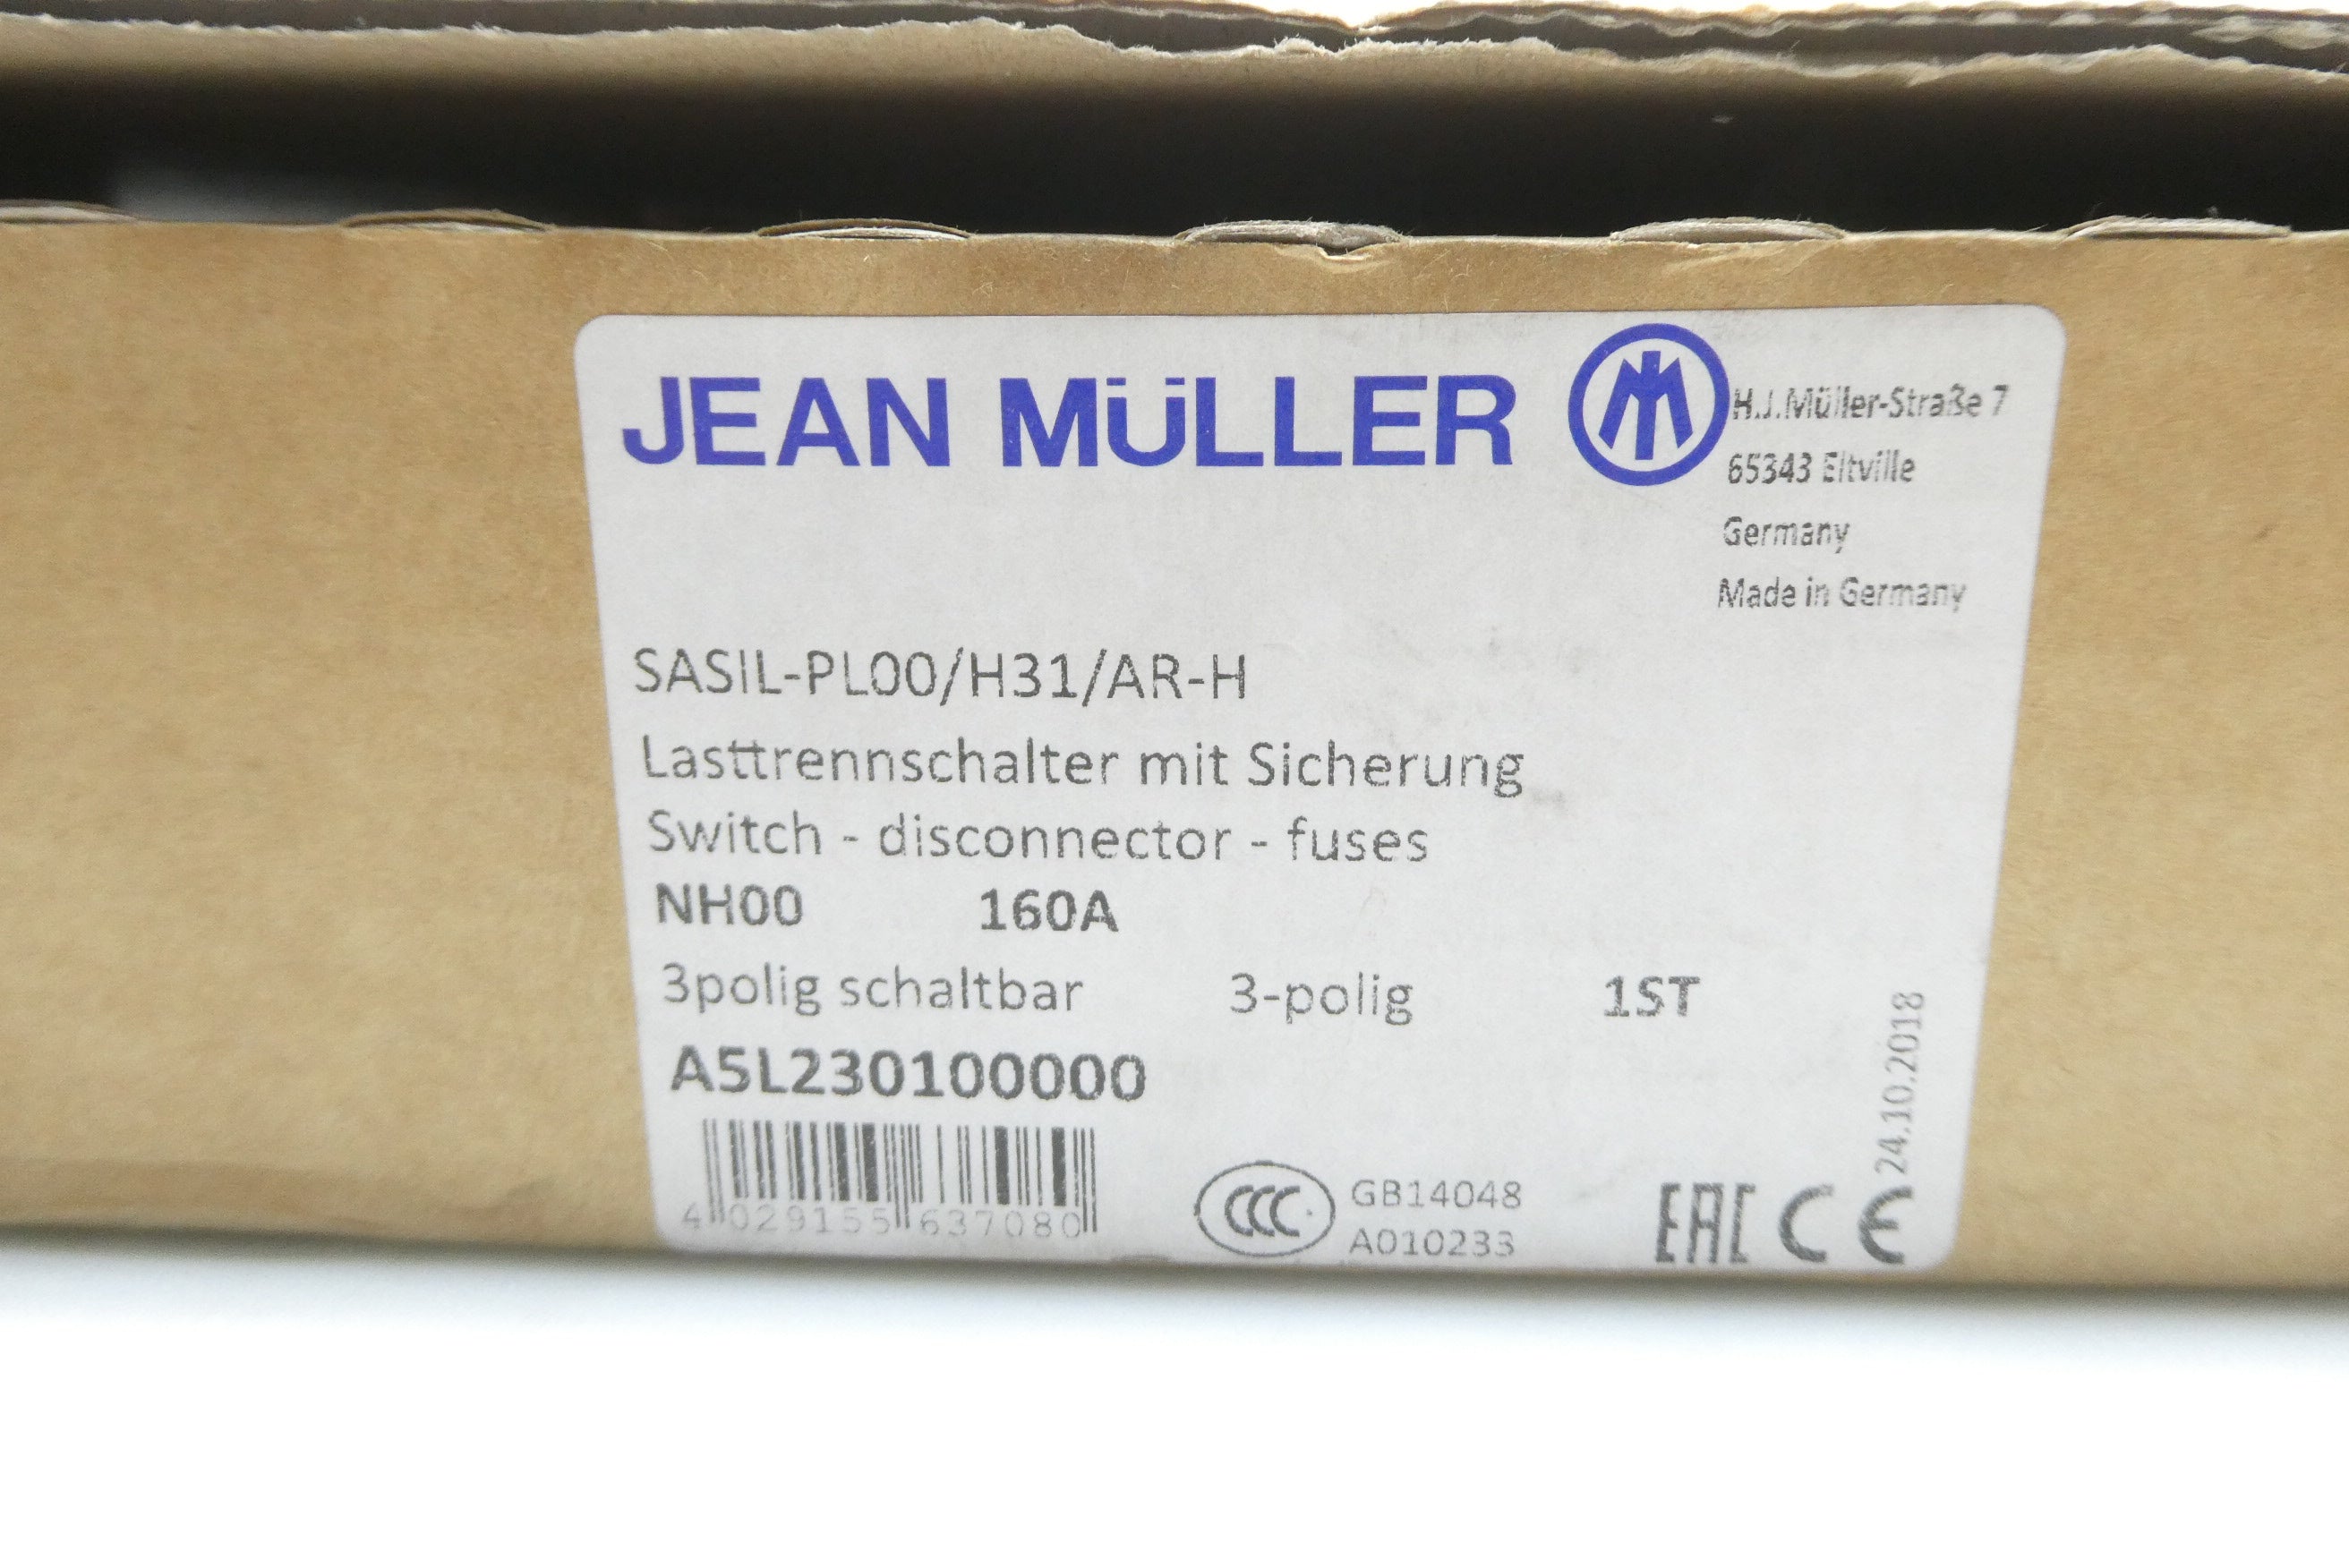 JEAN MÜLLER
H.J.Müller-Straße 7
65343 Eltville
Germany
Made in Germany
SASIL-PL00/H31/AR-H
Lasttrennschalter mit Sicherung
Switch - disconnector - fuses
NH00 160A
3polig schaltbar 3-polig 1ST
A5L230100000
24.10.2018
4 029155 637080
CCC GB14048
A010233
EAC CE